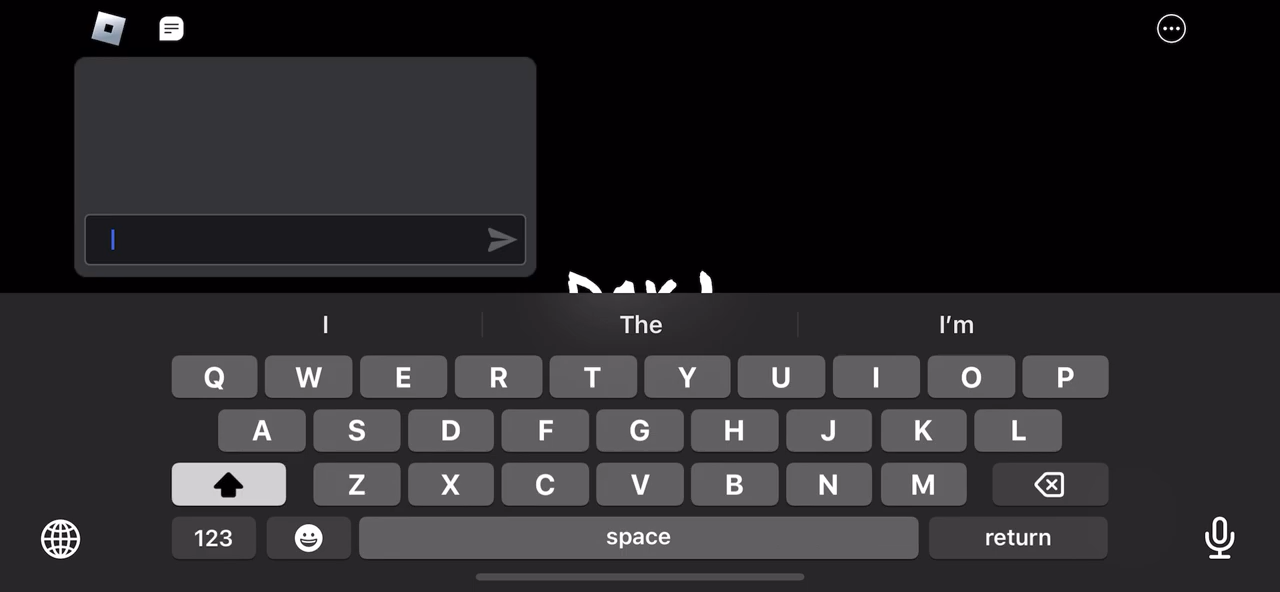 I The I’m
Q W E R T Y U I O P
A S D F G H J K L
Z X C V B N M
123 space return